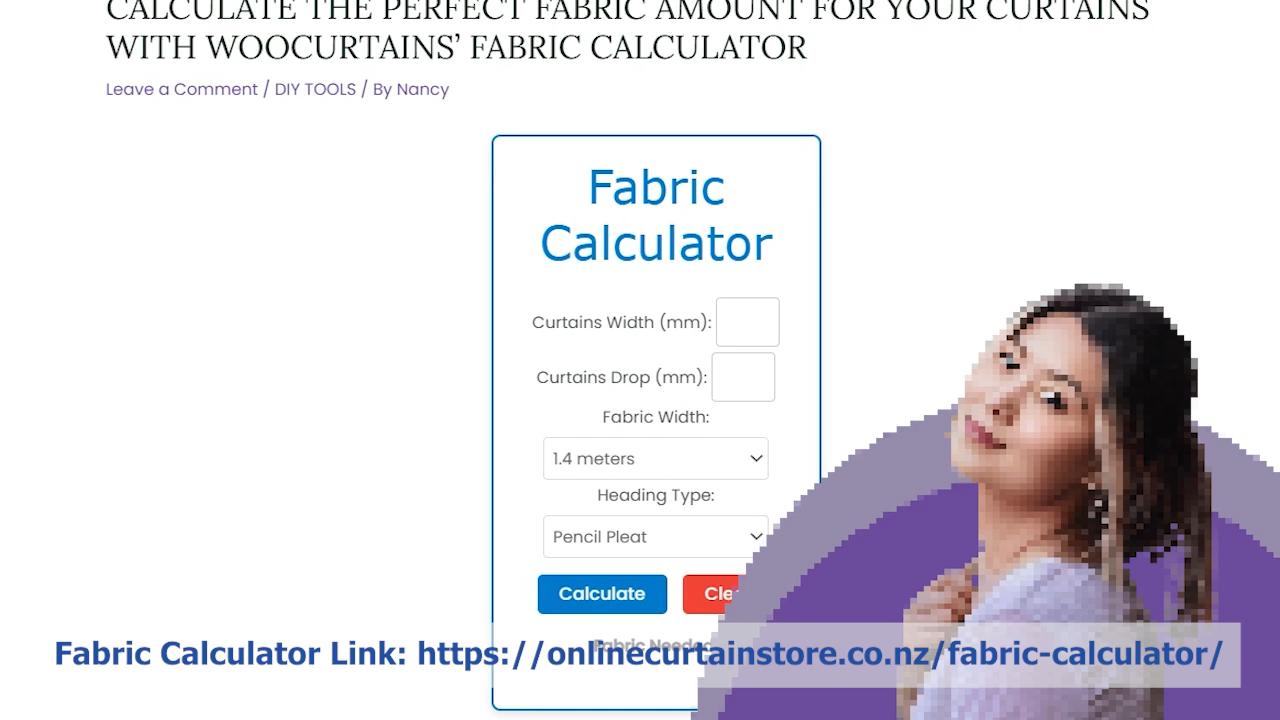 CALCULATE THE PERFECT FABRIC AMOUNT FOR YOUR CURTAINS
WITH WOOCURTAINS' FABRIC CALCULATOR
Leave a Comment / DIY TOOLS / By Nancy
Fabric
Calculator
Curtains Width (mm):
Curtains Drop (mm):
Fabric Width:
1.4 meters
Heading Type:
Pencil Pleat
Calculate
Fabric Needed
Fabric Calculator Link: https://onlinecurtainstore.co.nz/fabric-calculator/